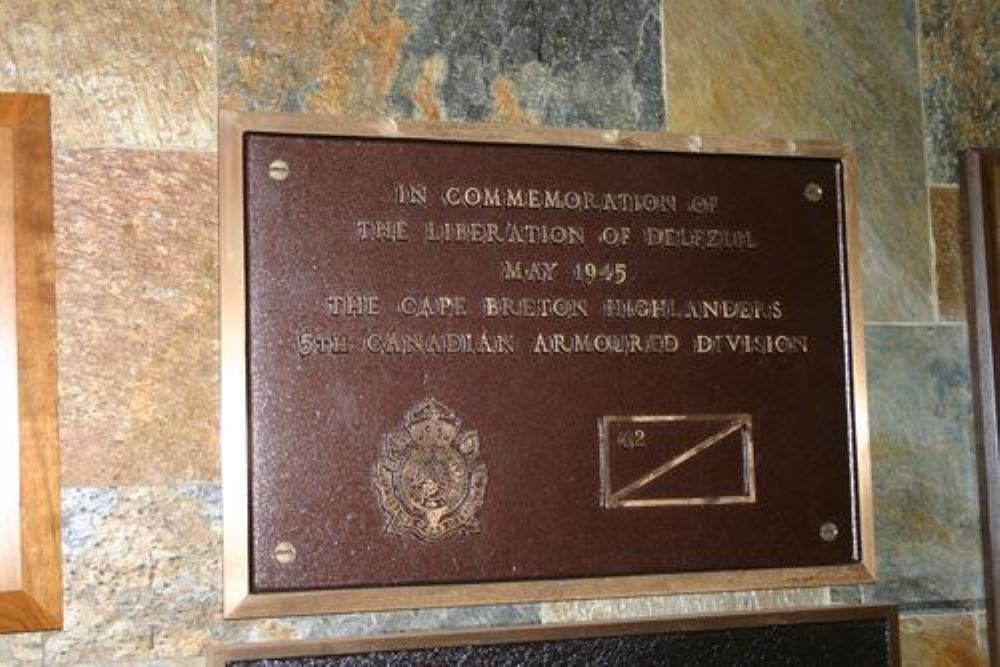 IN COMMEMORATION OF
THE LIBERATION OF DELFZIJL
MAY 1945
THE CAPE BRETON HIGHLANDERS
5TH CANADIAN ARMOURED DIVISION
62